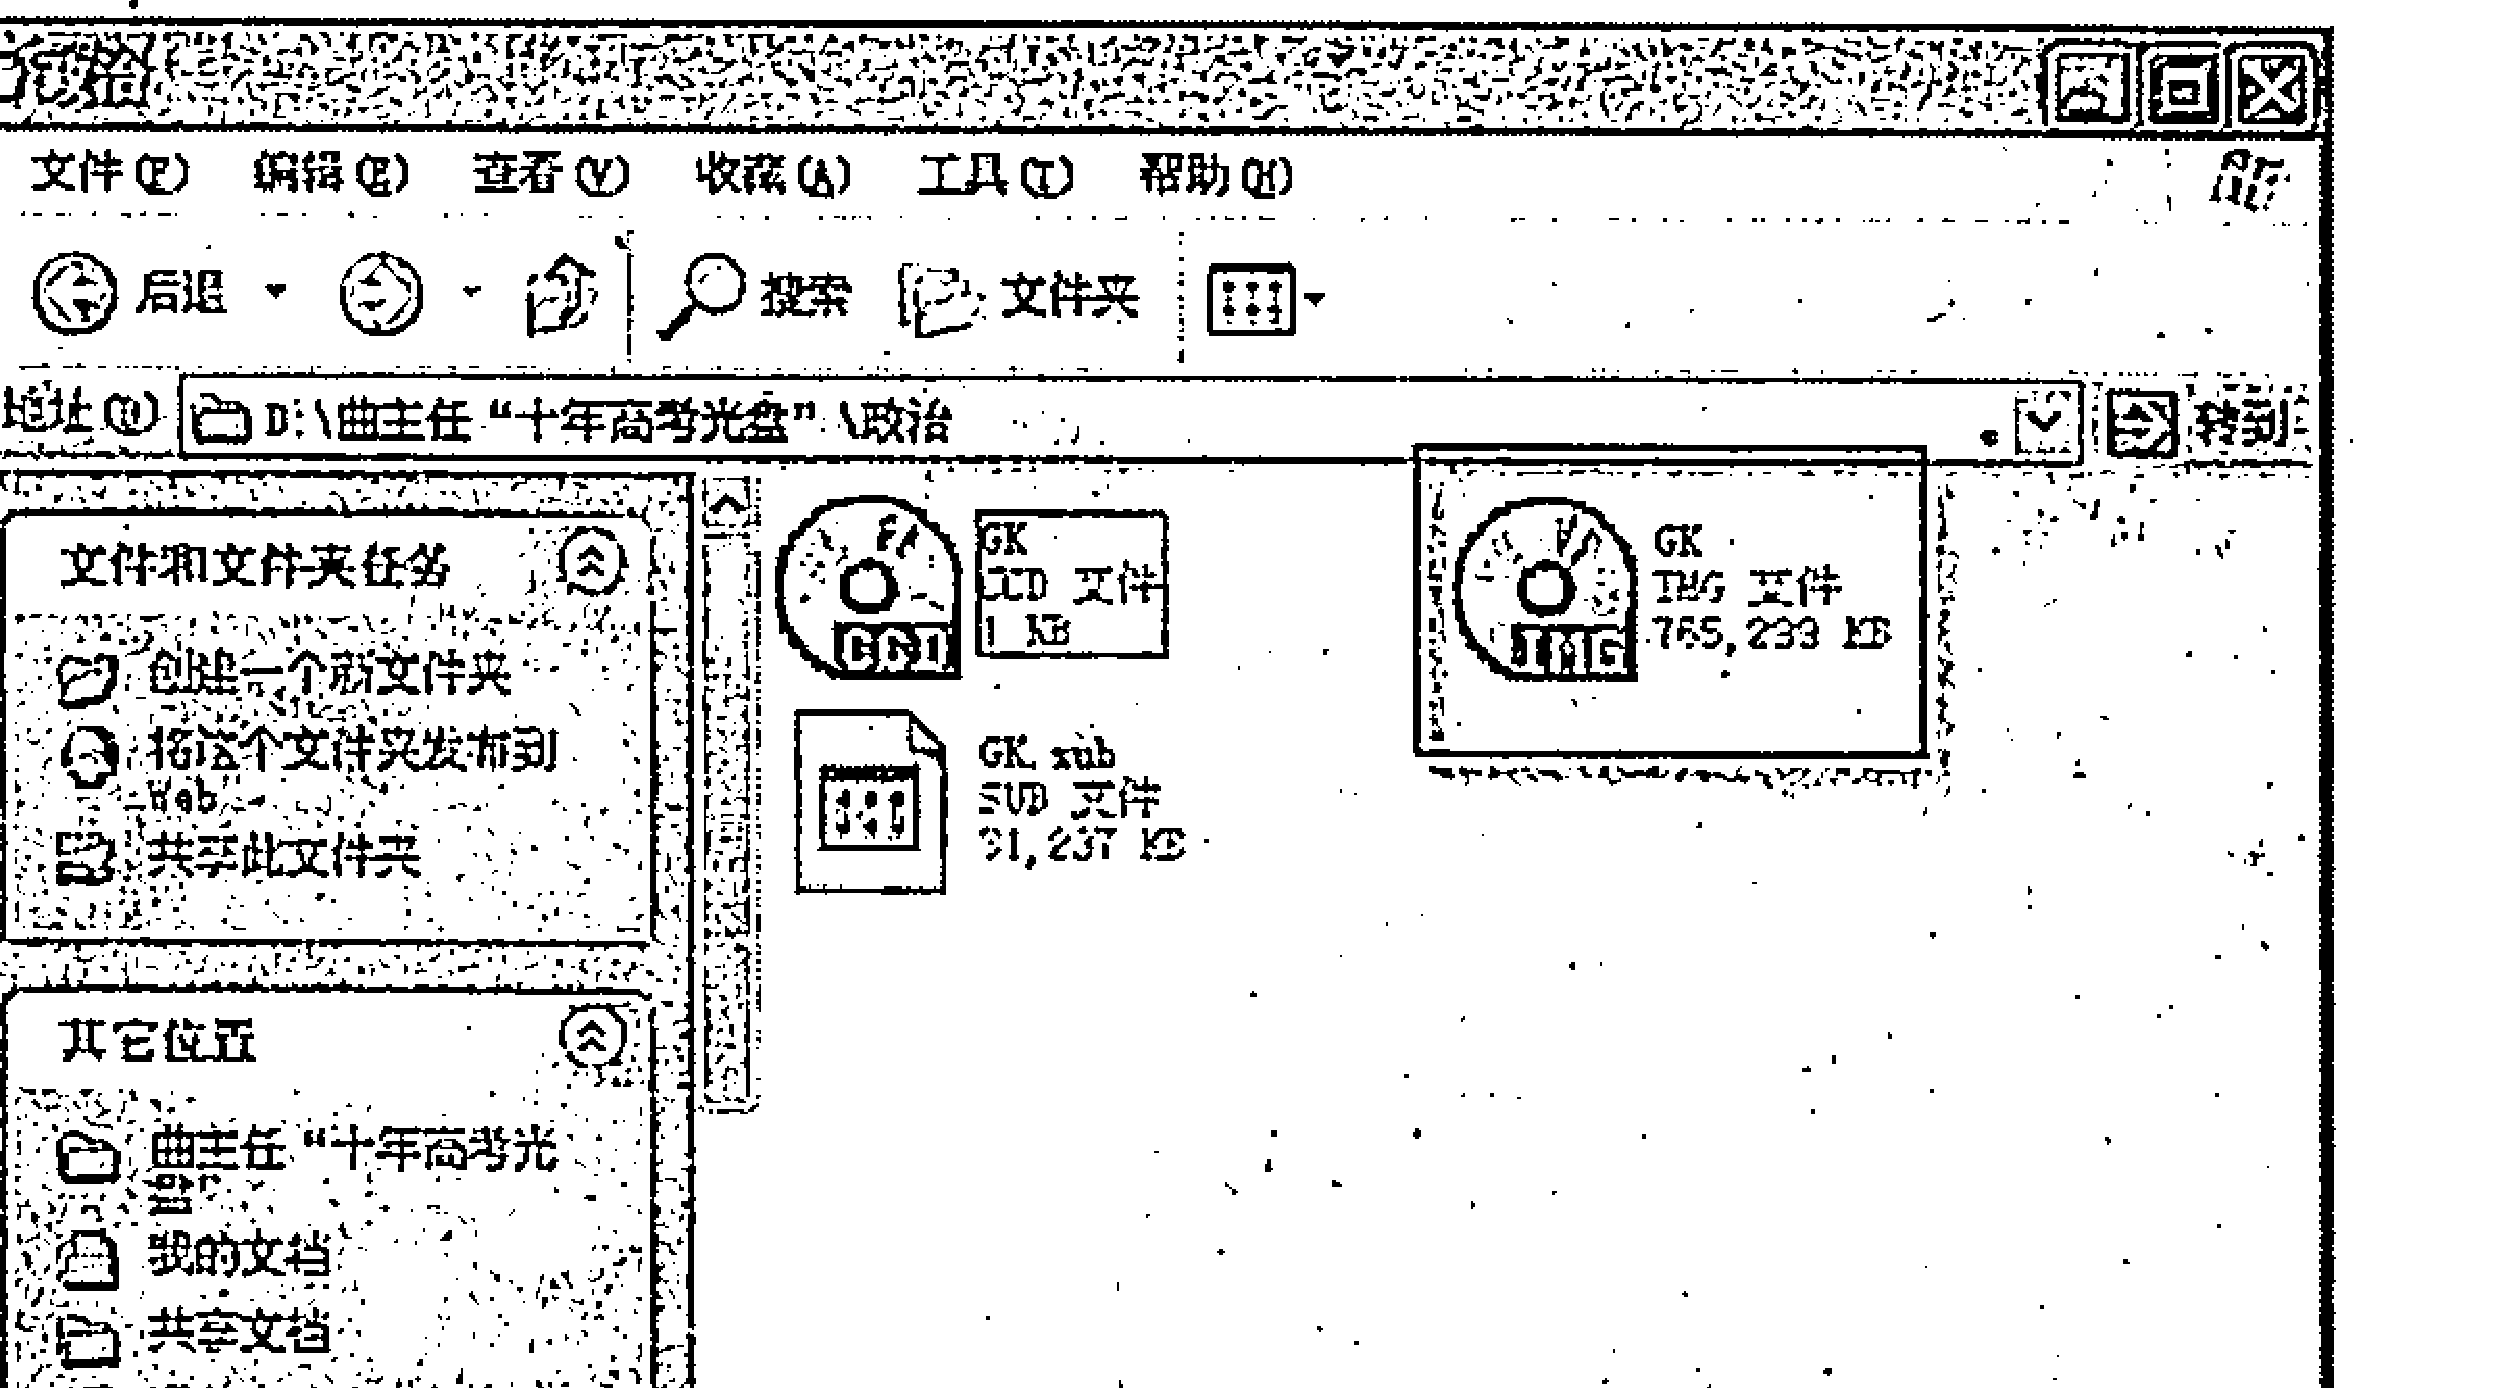 政治
文件(F) 编辑(E) 查看(V) 收藏(A) 工具(T) 帮助(H)
后退 搜索 文件夹
地址(D) D:\曲主任“十年高考光盘”\政治 转到
文件和文件夹任务
创建一个新文件夹
将这个文件夹发布到
Web
共享此文件夹
其它位置
曲主任“十年高考光
盘”
我的文档
共享文档
GK
CCD 文件
1 KB
CCD
GK
IMG 文件
765,233 KB
IMG
GK.sub
SUB 文件
31,237 KB